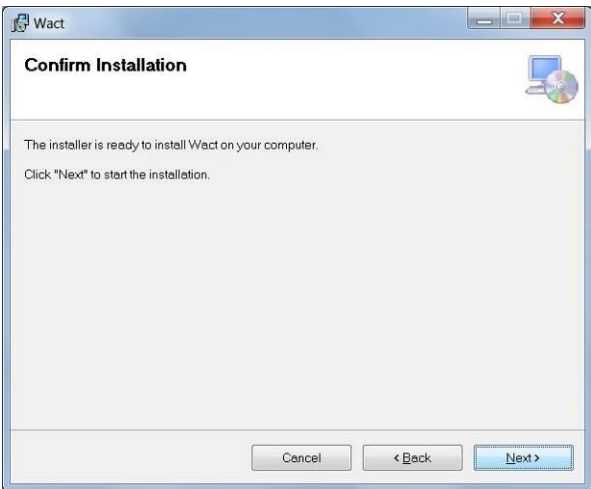 Wact
Confirm Installation
The installer is ready to install Wact on your computer.
Click "Next" to start the installation.
Cancel
< Back
Next >